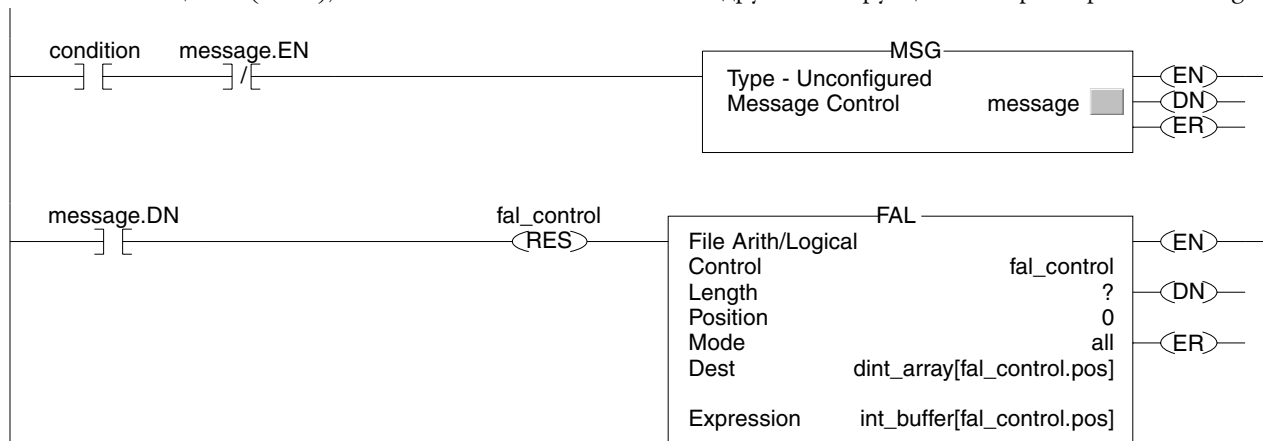 condition message.EN MSG
Type - Unconfigured EN
Message Control message DN
ER
message.DN fal_control FAL
RES
File Arith/Logical EN
Control fal_control
Length ? DN
Position 0
Mode all ER
Dest dint_array[fal_control.pos]
Expression int_buffer[fal_control.pos]